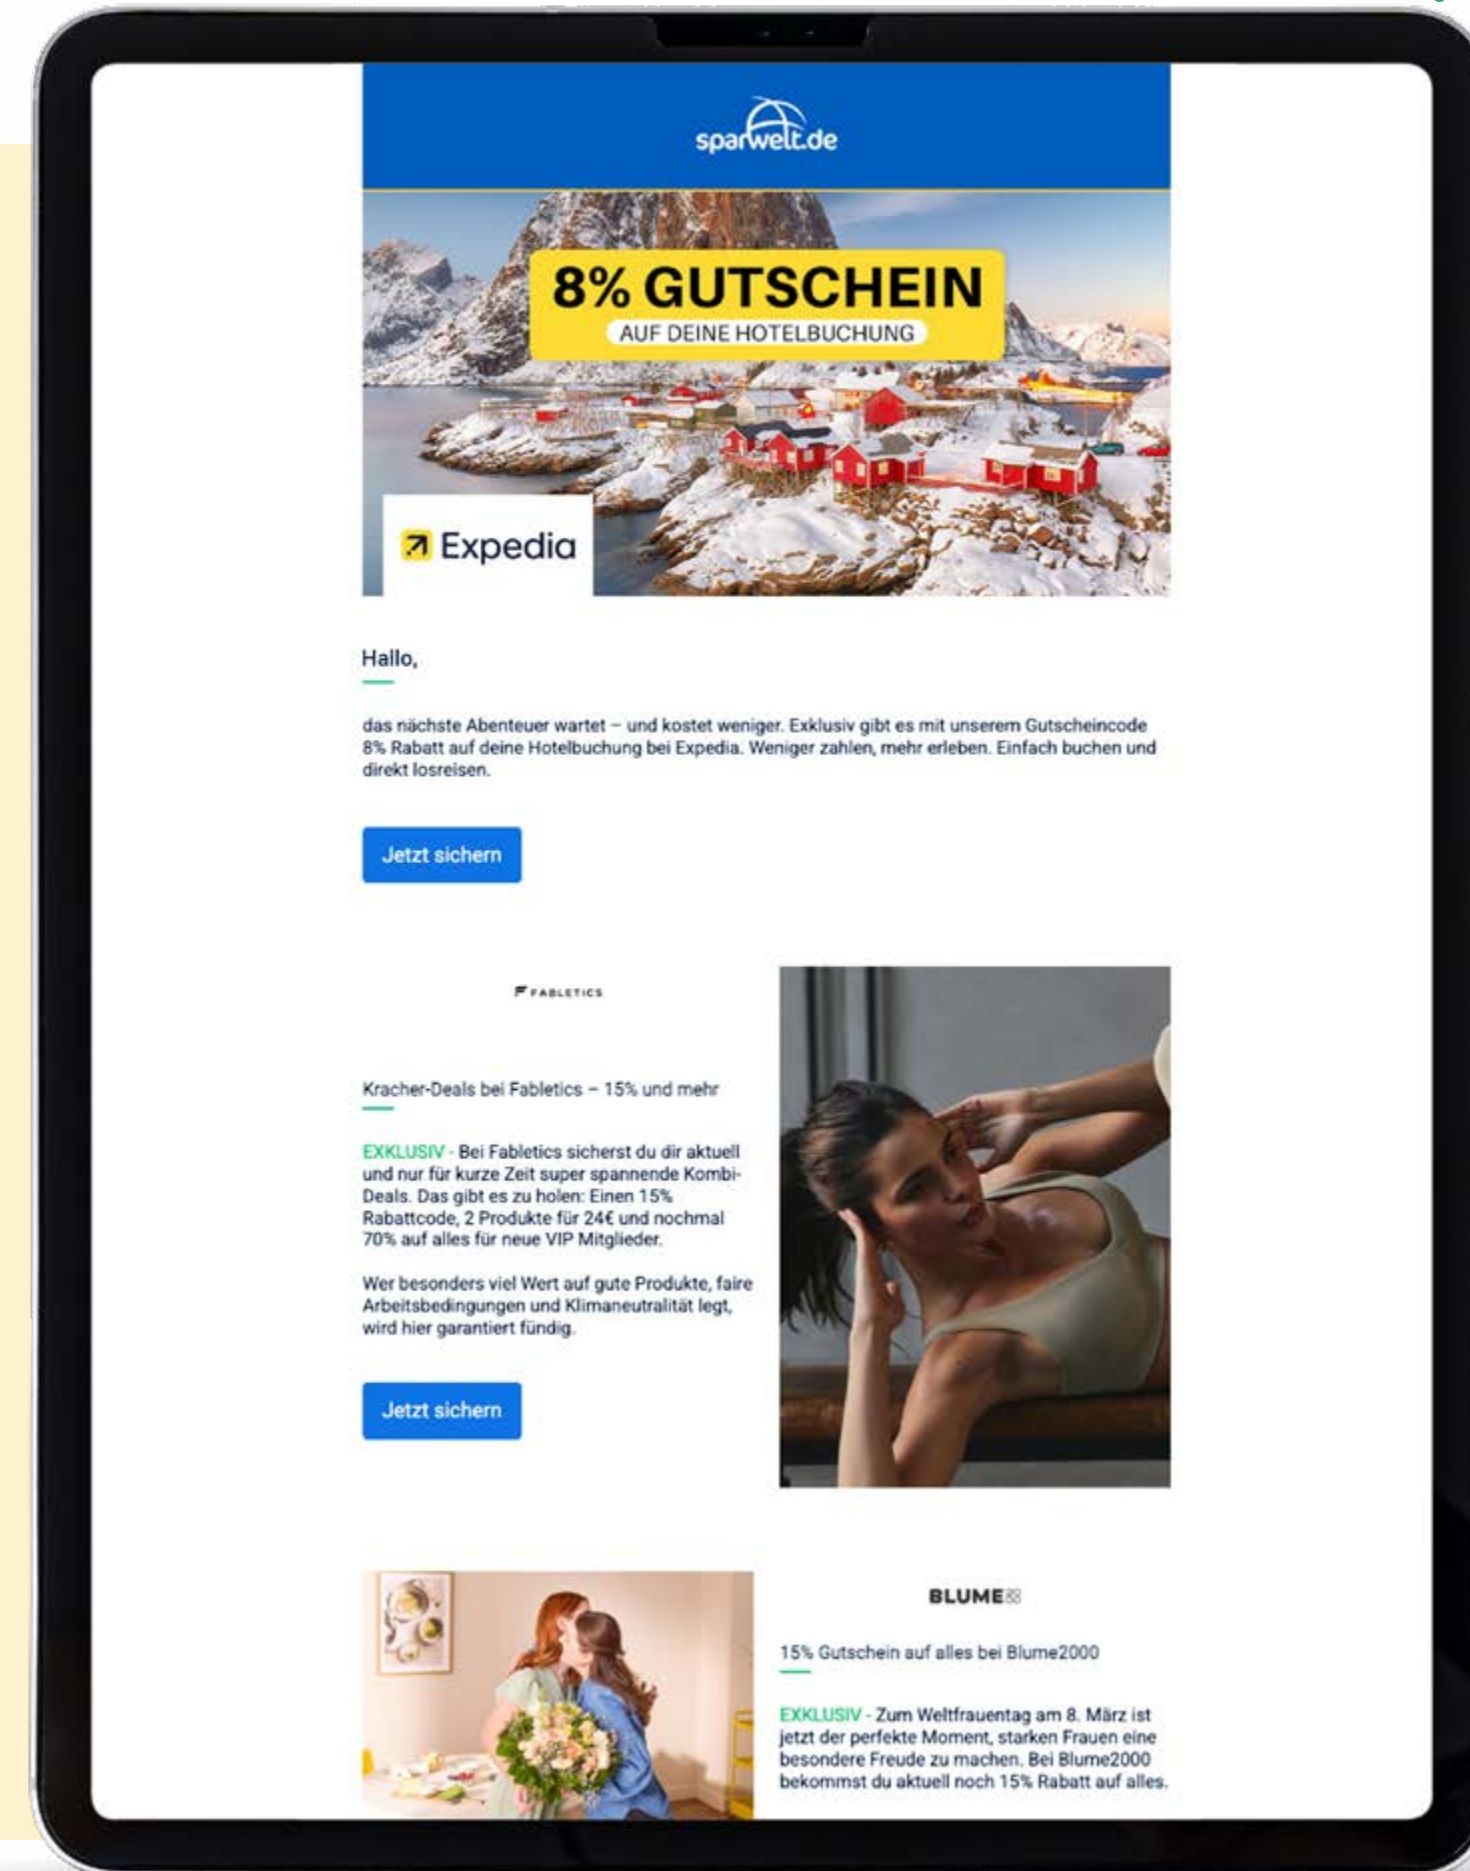 sparwelt.de
8% GUTSCHEIN
AUF DEINE HOTELBUCHUNG
Expedia
Hallo,
das nächste Abenteuer wartet – und kostet weniger. Exklusiv gibt es mit unserem Gutscheincode
8% Rabatt auf deine Hotelbuchung bei Expedia. Weniger zahlen, mehr erleben. Einfach buchen und
direkt losreisen.
Jetzt sichern
FABLETICS
Kracher-Deals bei Fabletics – 15% und mehr
EXKLUSIV - Bei Fabletics sicherst du dir aktuell
und nur für kurze Zeit super spannende Kombi-
Deals. Das gibt es zu holen: Einen 15%
Rabattcode, 2 Produkte für 24€ und nochmal
70% auf alles für neue VIP Mitglieder.
Wer besonders viel Wert auf gute Produkte, faire
Arbeitsbedingungen und Klimaneutralität legt,
wird hier garantiert fündig.
Jetzt sichern
BLUME
15% Gutschein auf alles bei Blume2000
EXKLUSIV - Zum Weltfrauentag am 8. März ist
jetzt der perfekte Moment, starken Frauen eine
besondere Freude zu machen. Bei Blume2000
bekommst du aktuell noch 15% Rabatt auf alles.